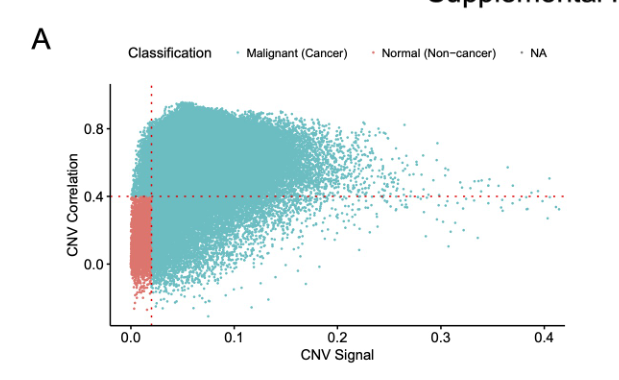 A
Classification
Malignant (Cancer)
Normal (Non−cancer)
NA
CNV Correlation
0.8
0.4
0.0
0.0
0.1
0.2
0.3
0.4
CNV Signal